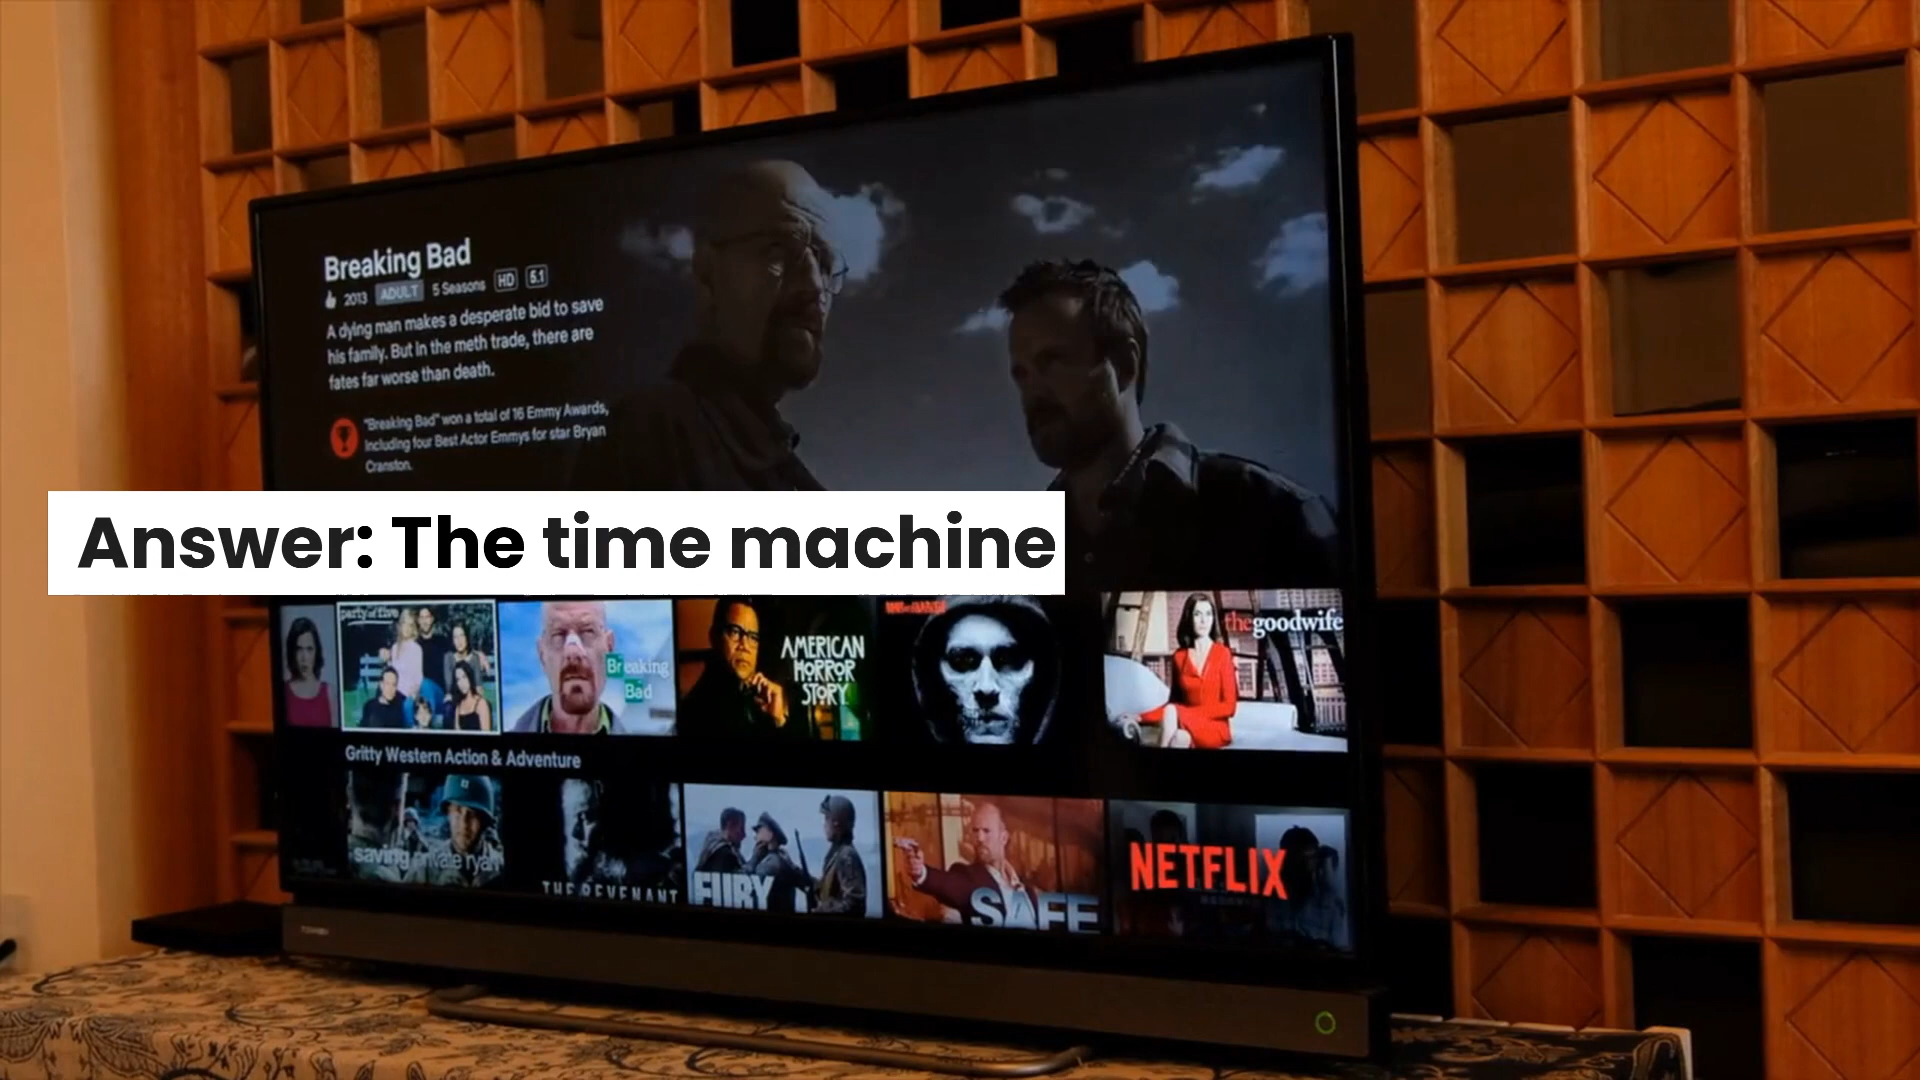 Breaking Bad
2013 ADULT 5 Seasons HD 5.1
A dying man makes a desperate bid to save
his family. But in the meth trade, there are
fates far worse than death.
"Breaking Bad" won a total of 16 Emmy Awards,
including four Best Actor Emmys for star Bryan
Cranston.
Answer: The time machine
party of five
Breaking
Bad
AMERICAN
HORROR
STORY
thegoodwife
Gritty Western Action & Adventure
saving private ryan
THE REVENANT
FURY
SAFE
NETFLIX
TOSHIBA